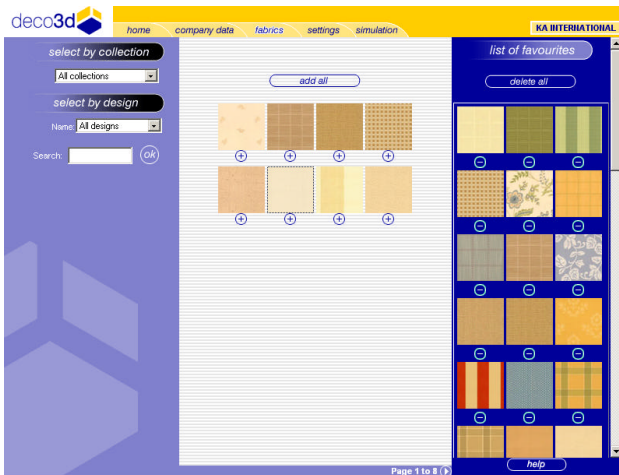 deco3d
home company data fabrics settings simulation
KA INTERNATIONAL
select by collection
All collections
select by design
Name: All designs
Search: ok
add all
list of favourites
delete all
Page 1 to 8
help